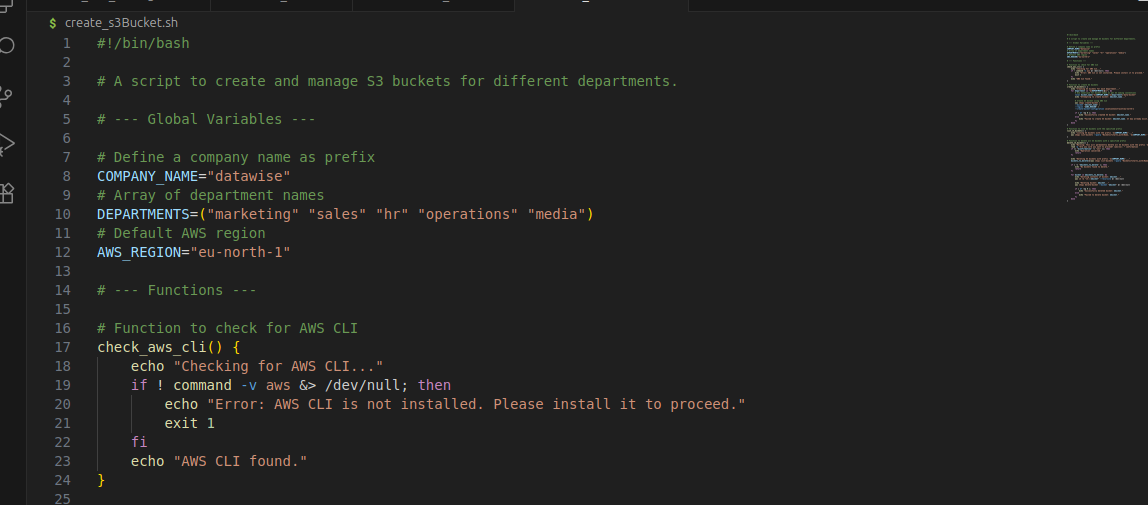 $ create_s3Bucket.sh
1 #!/bin/bash
2
3 # A script to create and manage S3 buckets for different departments.
4
5 # --- Global Variables ---
6
7 # Define a company name as prefix
8 COMPANY_NAME="datawise"
9 # Array of department names
10 DEPARTMENTS=("marketing" "sales" "hr" "operations" "media")
11 # Default AWS region
12 AWS_REGION="eu-north-1"
13
14 # --- Functions ---
15
16 # Function to check for AWS CLI
17 check_aws_cli() {
18     echo "Checking for AWS CLI..."
19     if ! command -v aws &> /dev/null; then
20         echo "Error: AWS CLI is not installed. Please install it to proceed."
21         exit 1
22     fi
23     echo "AWS CLI found."
24 }
25